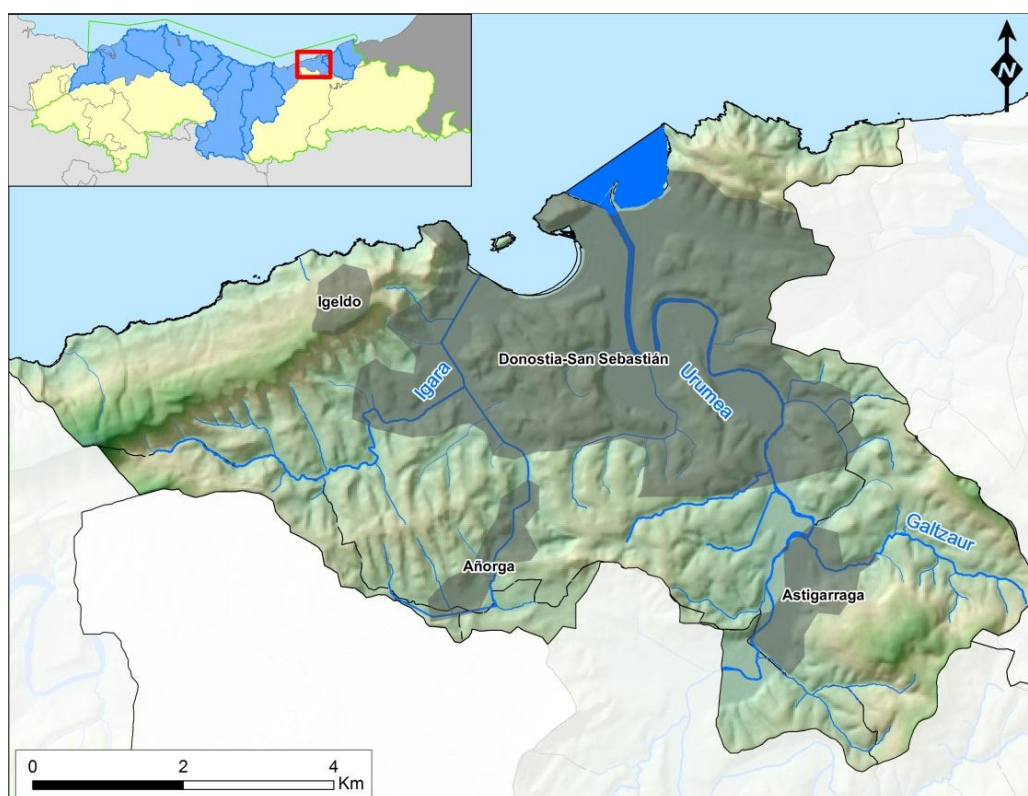 N
Igeldo
Donostia-San Sebastián
Igara
Urumea
Galtzaur
Añorga
Astigarraga
0 2 4
Km